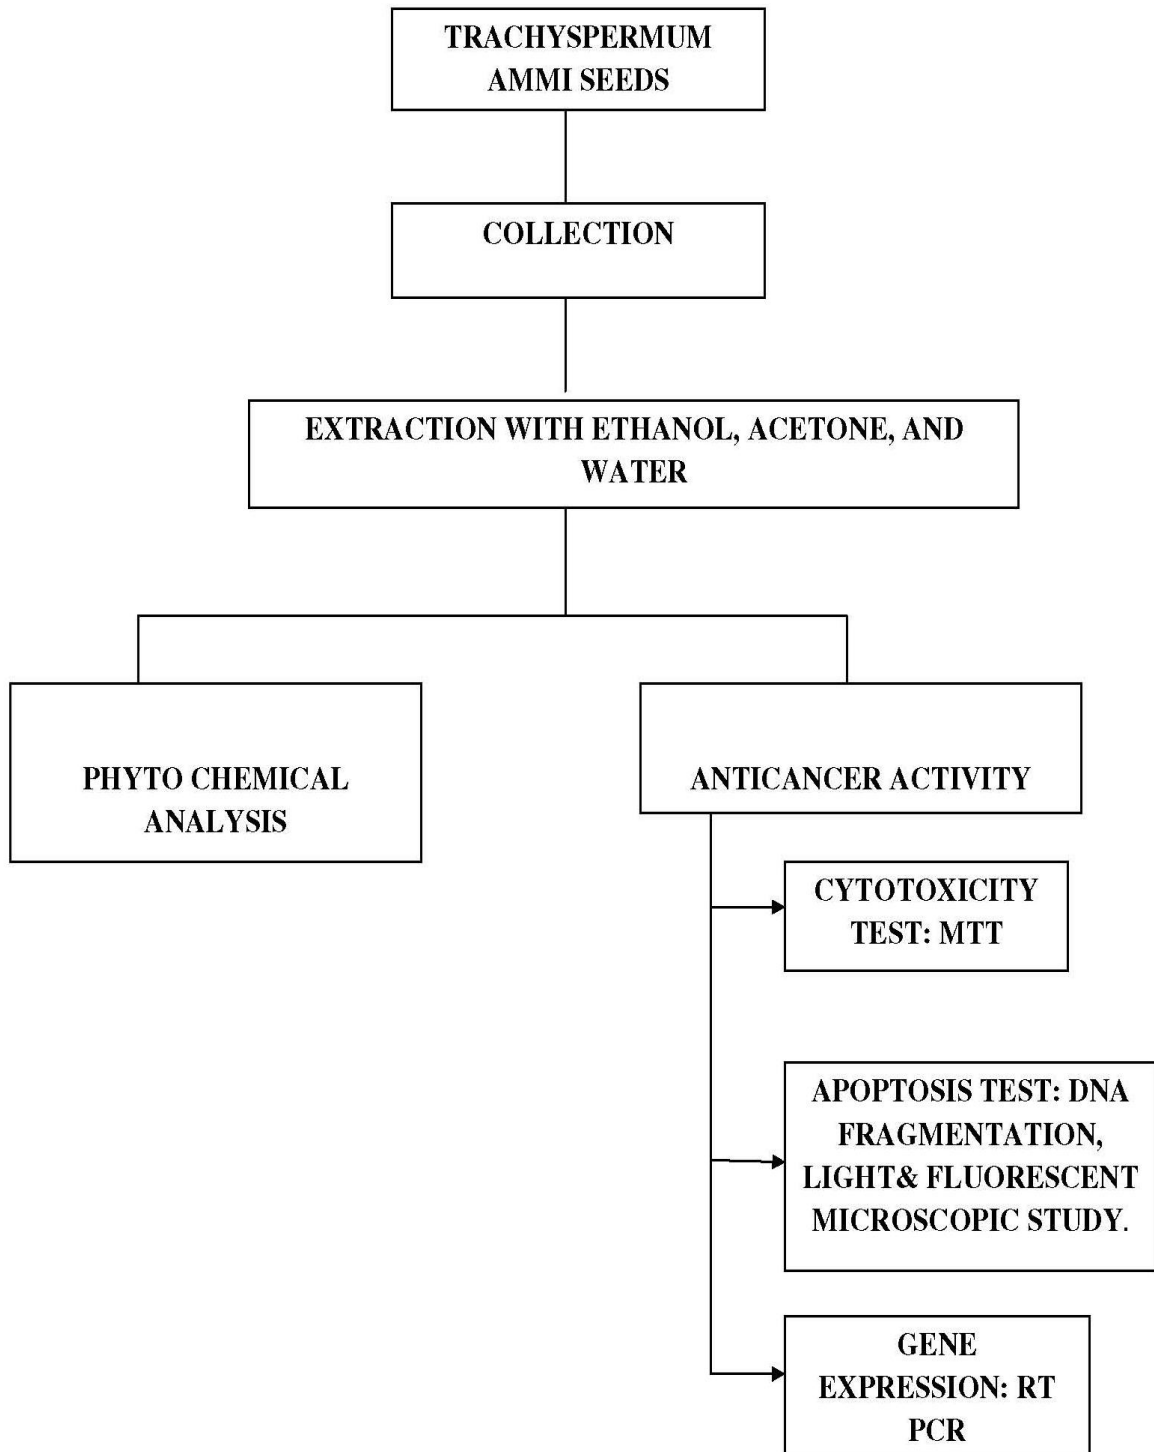 TRACHYSPERMUM
AMMI SEEDS
COLLECTION
EXTRACTION WITH ETHANOL, ACETONE, AND
WATER
PHYTO CHEMICAL
ANALYSIS
ANTICANCER ACTIVITY
CYTOTOXICITY
TEST: MTT
APOPTOSIS TEST: DNA
FRAGMENTATION,
LIGHT& FLUORESCENT
MICROSCOPIC STUDY.
GENE
EXPRESSION: RT
PCR